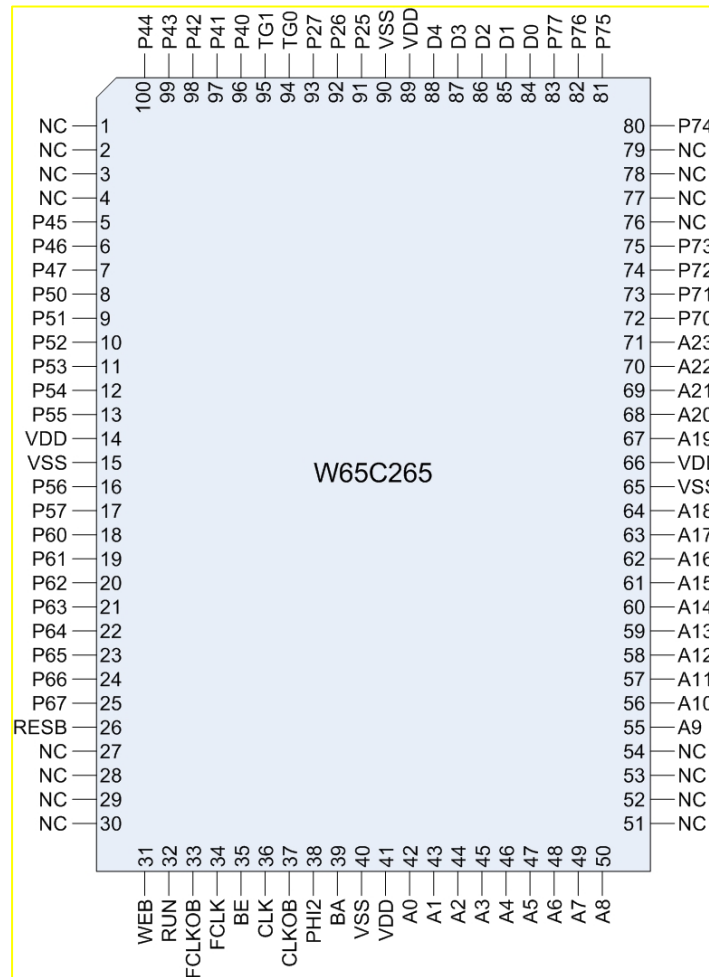 P44 P43 P42 P41 P40 TG1 TG0 P27 P26 P25 VSS VDD D4 D3 D2 D1 D0 P77 P76 P75
100 99 98 97 96 95 94 93 92 91 90 89 88 87 86 85 84 83 82 81
NC 1 80 P74
NC 2 79 NC
NC 3 78 NC
NC 4 77 NC
P45 5 76 NC
P46 6 75 P73
P47 7 74 P72
P50 8 73 P71
P51 9 72 P70
P52 10 71 A23
P53 11 70 A22
P54 12 69 A21
P55 13 68 A20
VDD 14 67 A19
VSS 15 66 VDD
W65C265
P56 16 65 VSS
P57 17 64 A18
P60 18 63 A17
P61 19 62 A16
P62 20 61 A15
P63 21 60 A14
P64 22 59 A13
P65 23 58 A12
P66 24 57 A11
P67 25 56 A10
RESB 26 55 A9
NC 27 54 NC
NC 28 53 NC
NC 29 52 NC
NC 30 51 NC
31 32 33 34 35 36 37 38 39 40 41 42 43 44 45 46 47 48 49 50
WEB RUN FCLKOB FCLK BE CLK CLKOB PHI2 BA VSS VDD A0 A1 A2 A3 A4 A5 A6 A7 A8